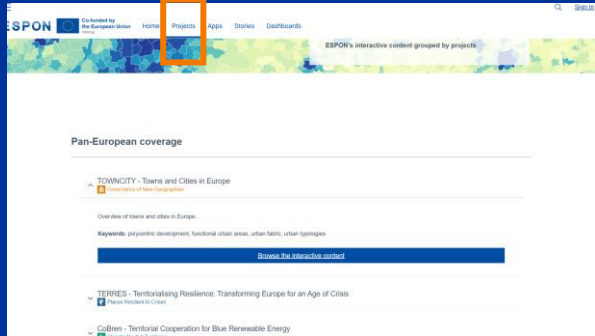 ESPON
Co-funded by
the European Union
Interreg
Home Projects Apps Stories Dashboards
Sign In
ESPON's interactive content grouped by projects
Pan-European coverage
TOWNCITY - Towns and Cities in Europe
Governance of New Geographies
Overview of towns and cities in Europe.
Keywords: polycentric development, functional urban areas, urban fabric, urban typologies
Browse the interactive content
TERRES - Territorialising Resilience: Transforming Europe for an Age of Crisis
Places Resilient to Crises
CoBren - Territorial Cooperation for Blue Renewable Energy